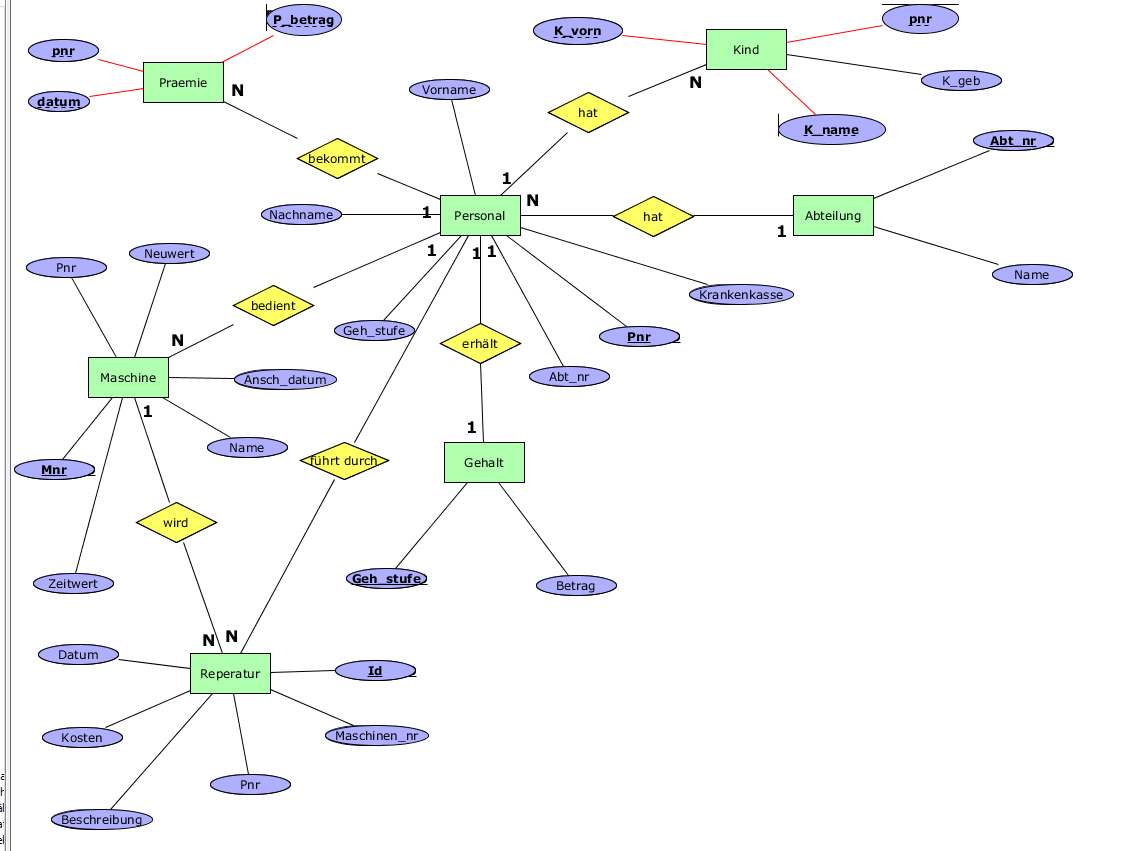 P_betrag
pnr
K_vorn
pnr
Kind
Praemie
datum
N
N
K_geb
Vorname
hat
K_name
Abt_nr
bekommt
1
N
Nachname
1
Personal
hat
Abteilung
1
Neuwert
Pnr
1
1
1
Name
bedient
Krankenkasse
Geh_stufe
Pnr
N
erhält
Maschine
Ansch_datum
Abt_nr
1
1
Name
Mnr
führt durch
Gehalt
wird
Zeitwert
Geh_stufe
Betrag
N
N
Datum
Reperatur
Id
Kosten
Maschinen_nr
Pnr
Beschreibung